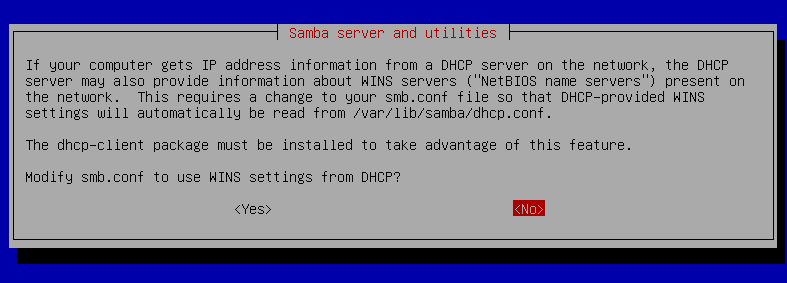 Samba server and utilities
If your computer gets IP address information from a DHCP server on the network, the DHCP
server may also provide information about WINS servers ("NetBIOS name servers") present on
the network.  This requires a change to your smb.conf file so that DHCP-provided WINS
settings will automatically be read from /var/lib/samba/dhcp.conf.
The dhcp-client package must be installed to take advantage of this feature.
Modify smb.conf to use WINS settings from DHCP?
<Yes> <No>